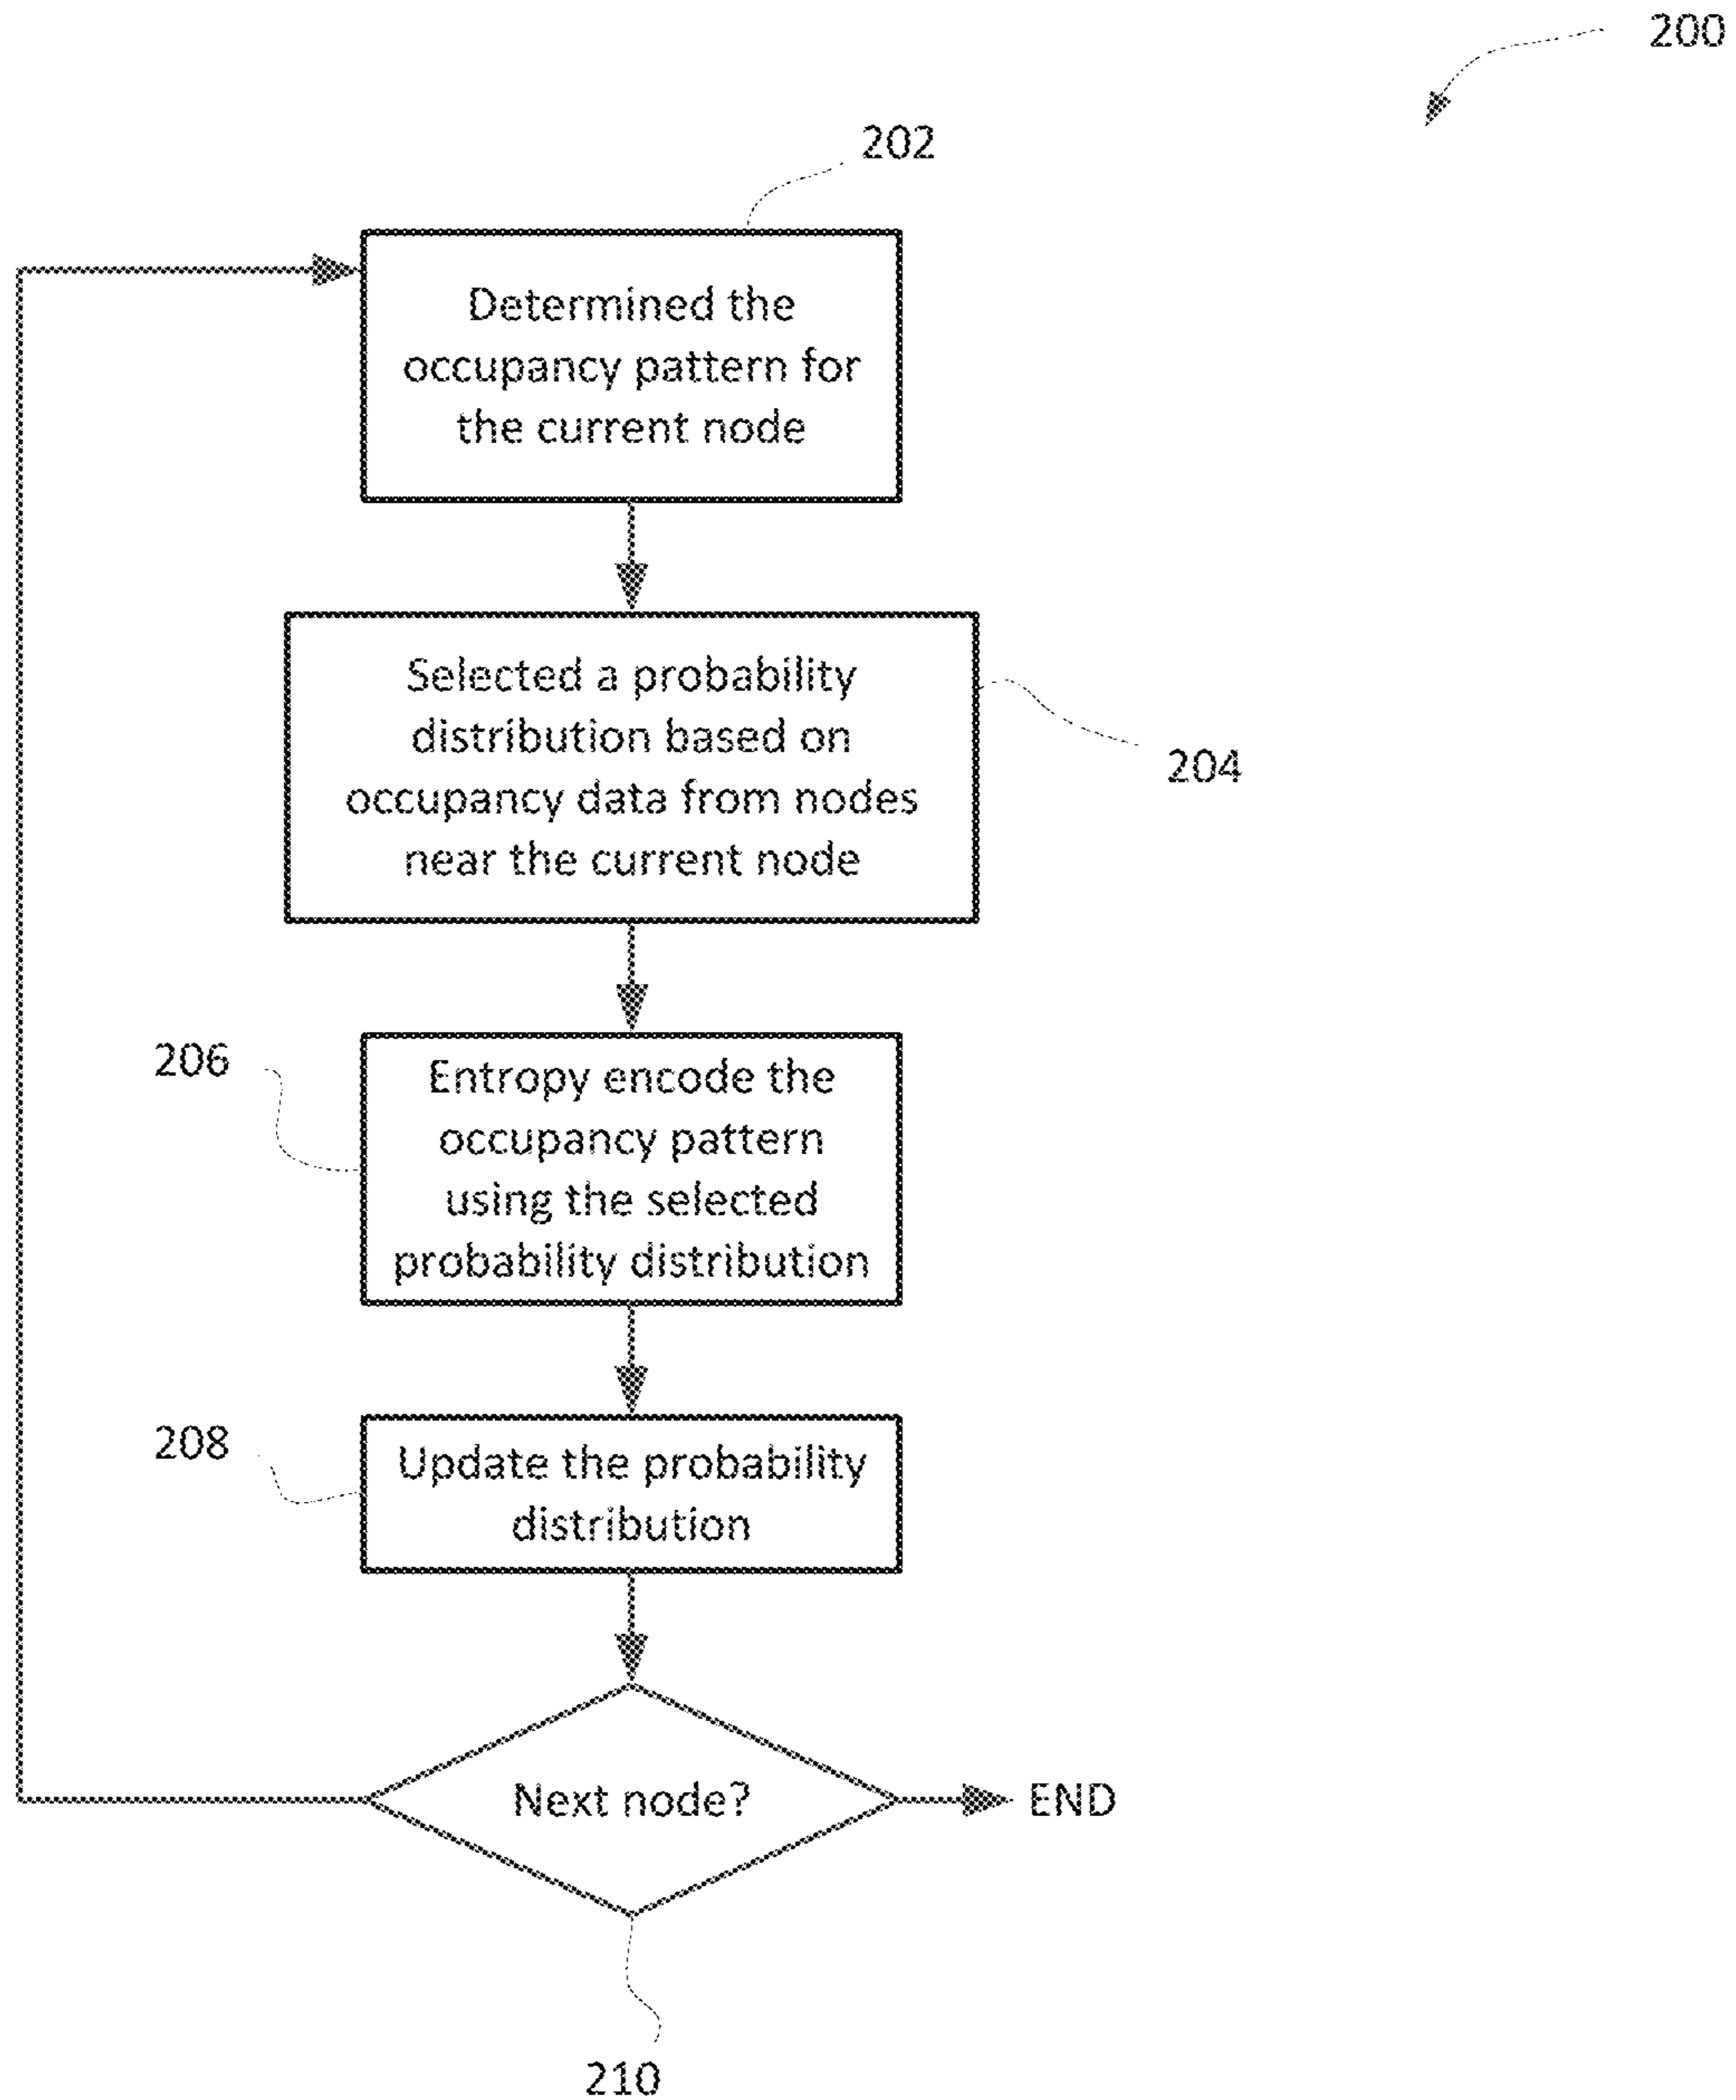 200
202
Determined the
occupancy pattern for
the current node
Selected a probability
distribution based on
occupancy data from nodes
near the current node
204
206
Entropy encode the
occupancy pattern
using the selected
probability distribution
208
Update the probability
distribution
Next node?
END
210